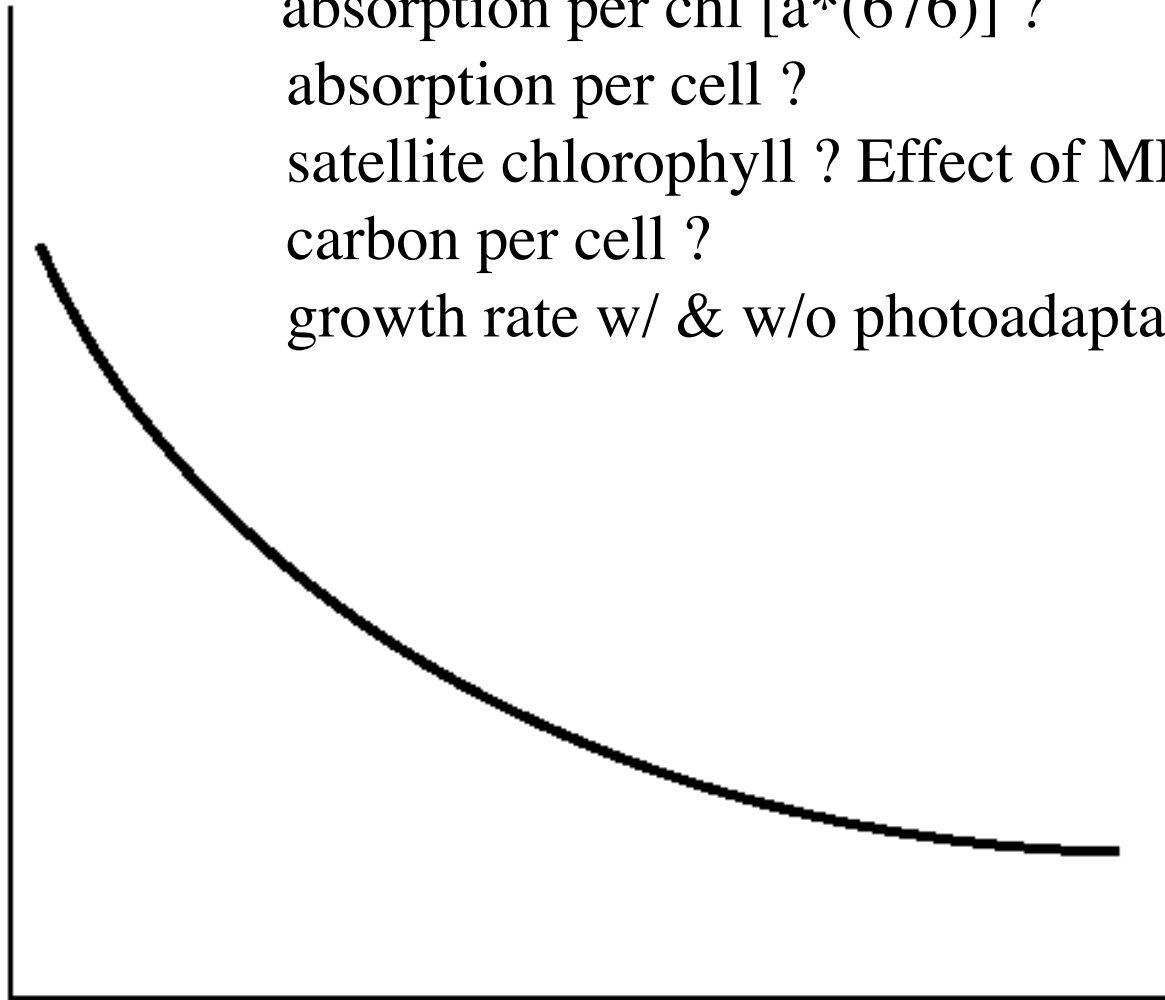 absorption per chl [a*(676)] ?
absorption per cell ?
satellite chlorophyll ? Effect of
carbon per cell ?
growth rate w/ & w/o